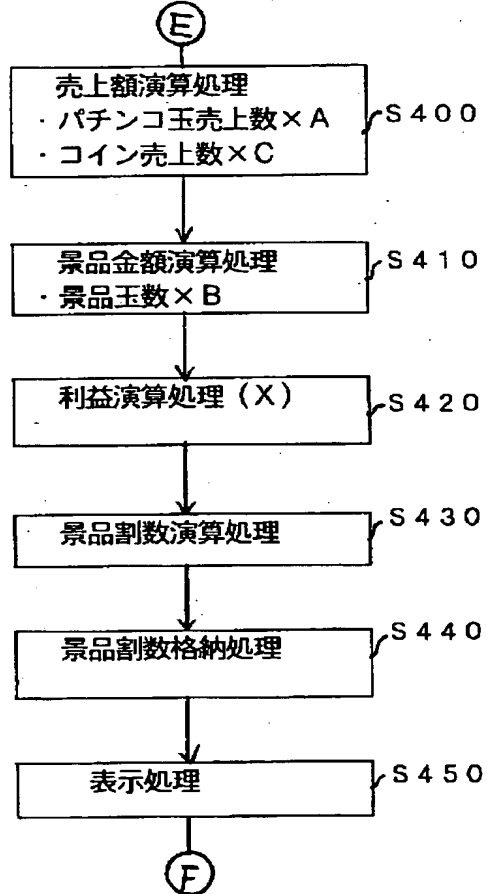 E
売上額演算処理
・パチンコ玉売上数×A
・コイン売上数×C
S400
景品金額演算処理
・景品玉数×B
S410
利益演算処理(X)
S420
景品割数演算処理
S430
景品割数格納処理
S440
表示処理
S450
F